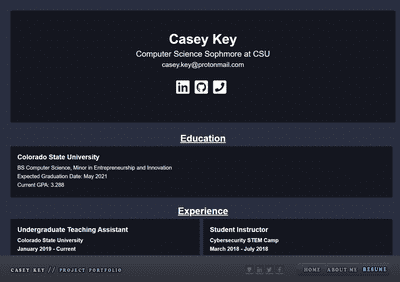 Casey Key
Computer Science Sophmore at CSU
casey.key@protonmail.com
Education
Colorado State University
BS Computer Science, Minor in Entrepreneurship and Innovation
Expected Graduation Date: May 2021
Current GPA: 3.288
Experience
Undergraduate Teaching Assistant
Colorado State University
January 2019 - Current
Student Instructor
Cybersecurity STEM Camp
March 2018 - July 2018
CASEY KEY // PROJECT PORTFOLIO
HOME ABOUT ME RESUME